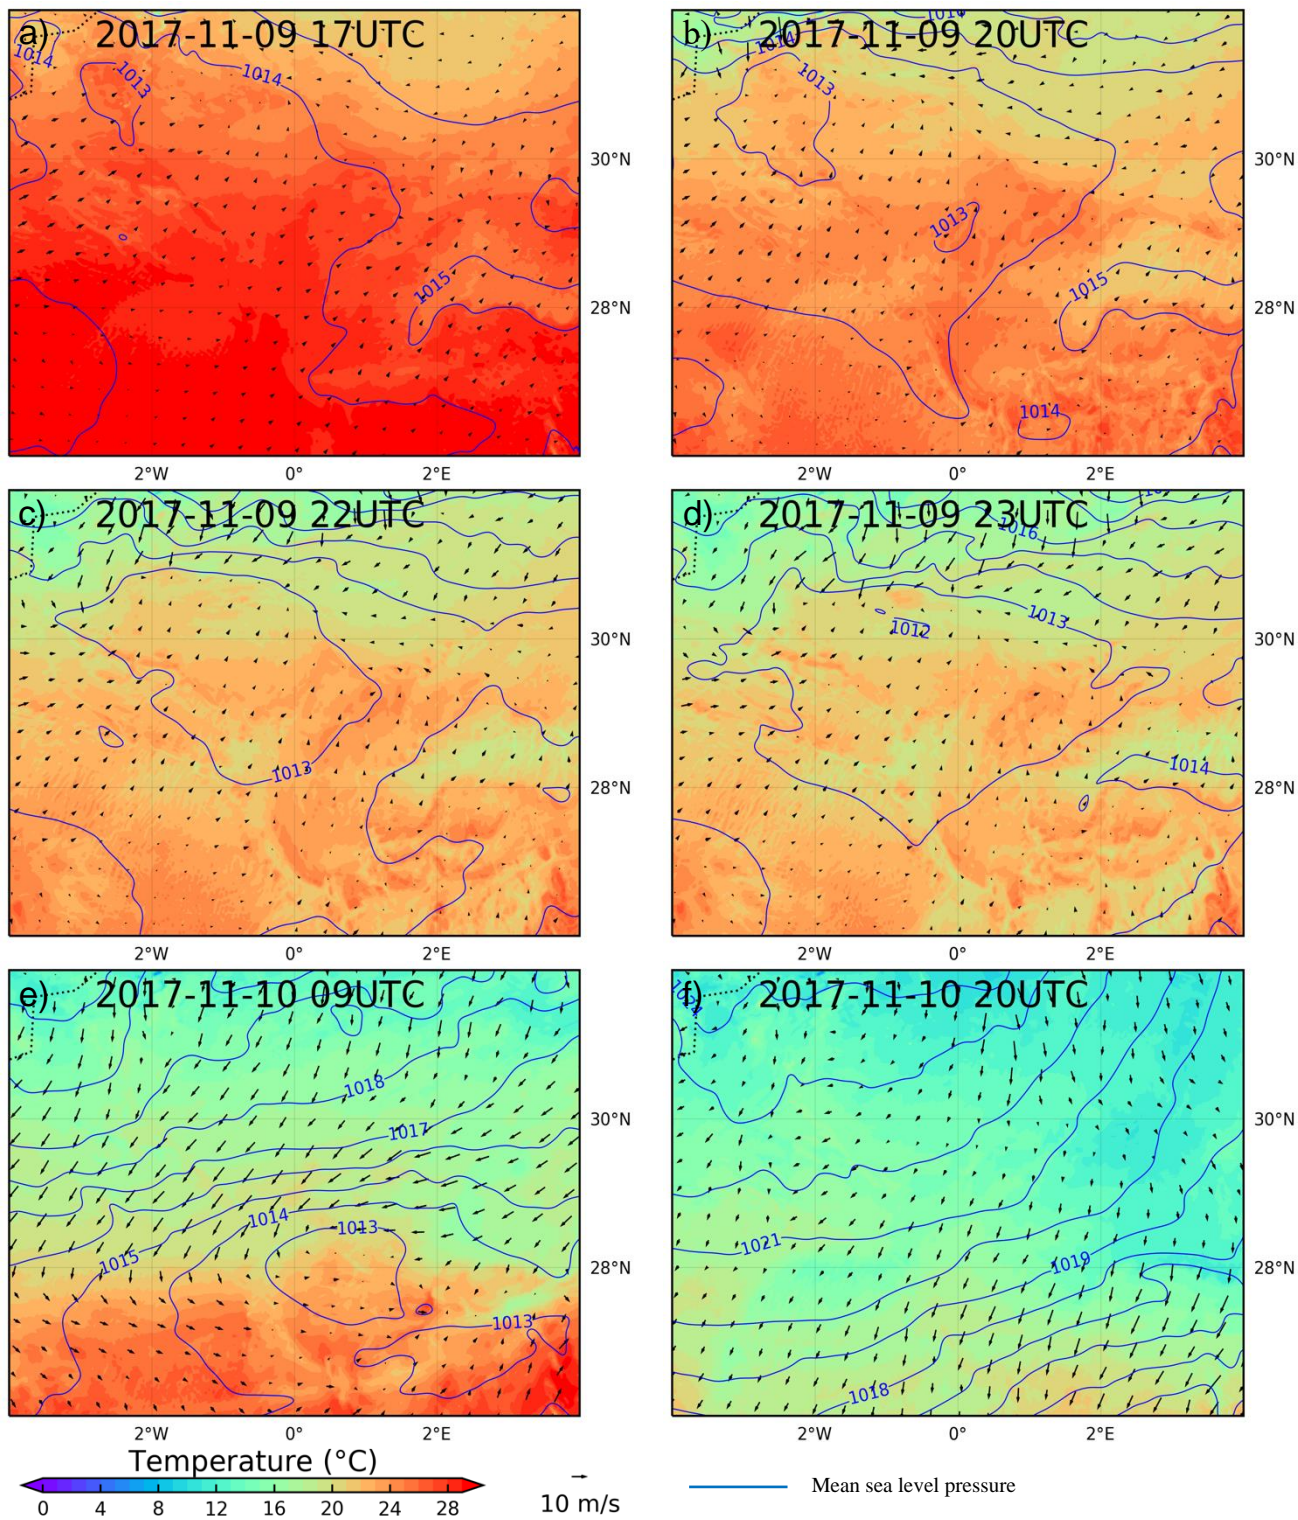 a) 2017-11-09 17UTC
1014
1013
1014
1015
30°N
28°N
2°W 0° 2°E
b) 2017-11-09 20UTC
1014
1013
1013
1015
1014
30°N
28°N
2°W 0° 2°E
c) 2017-11-09 22UTC
1013
30°N
28°N
2°W 0° 2°E
d) 2017-11-09 23UTC
1016
1013
1012
1014
30°N
28°N
2°W 0° 2°E
e) 2017-11-10 09UTC
1018
1017
1014
1013
1015
1013
30°N
28°N
2°W 0° 2°E
f) 2017-11-10 20UTC
1021
1019
1018
30°N
28°N
2°W 0° 2°E
Temperature (°C)
0 4 8 12 16 20 24 28
10 m/s
Mean sea level pressure